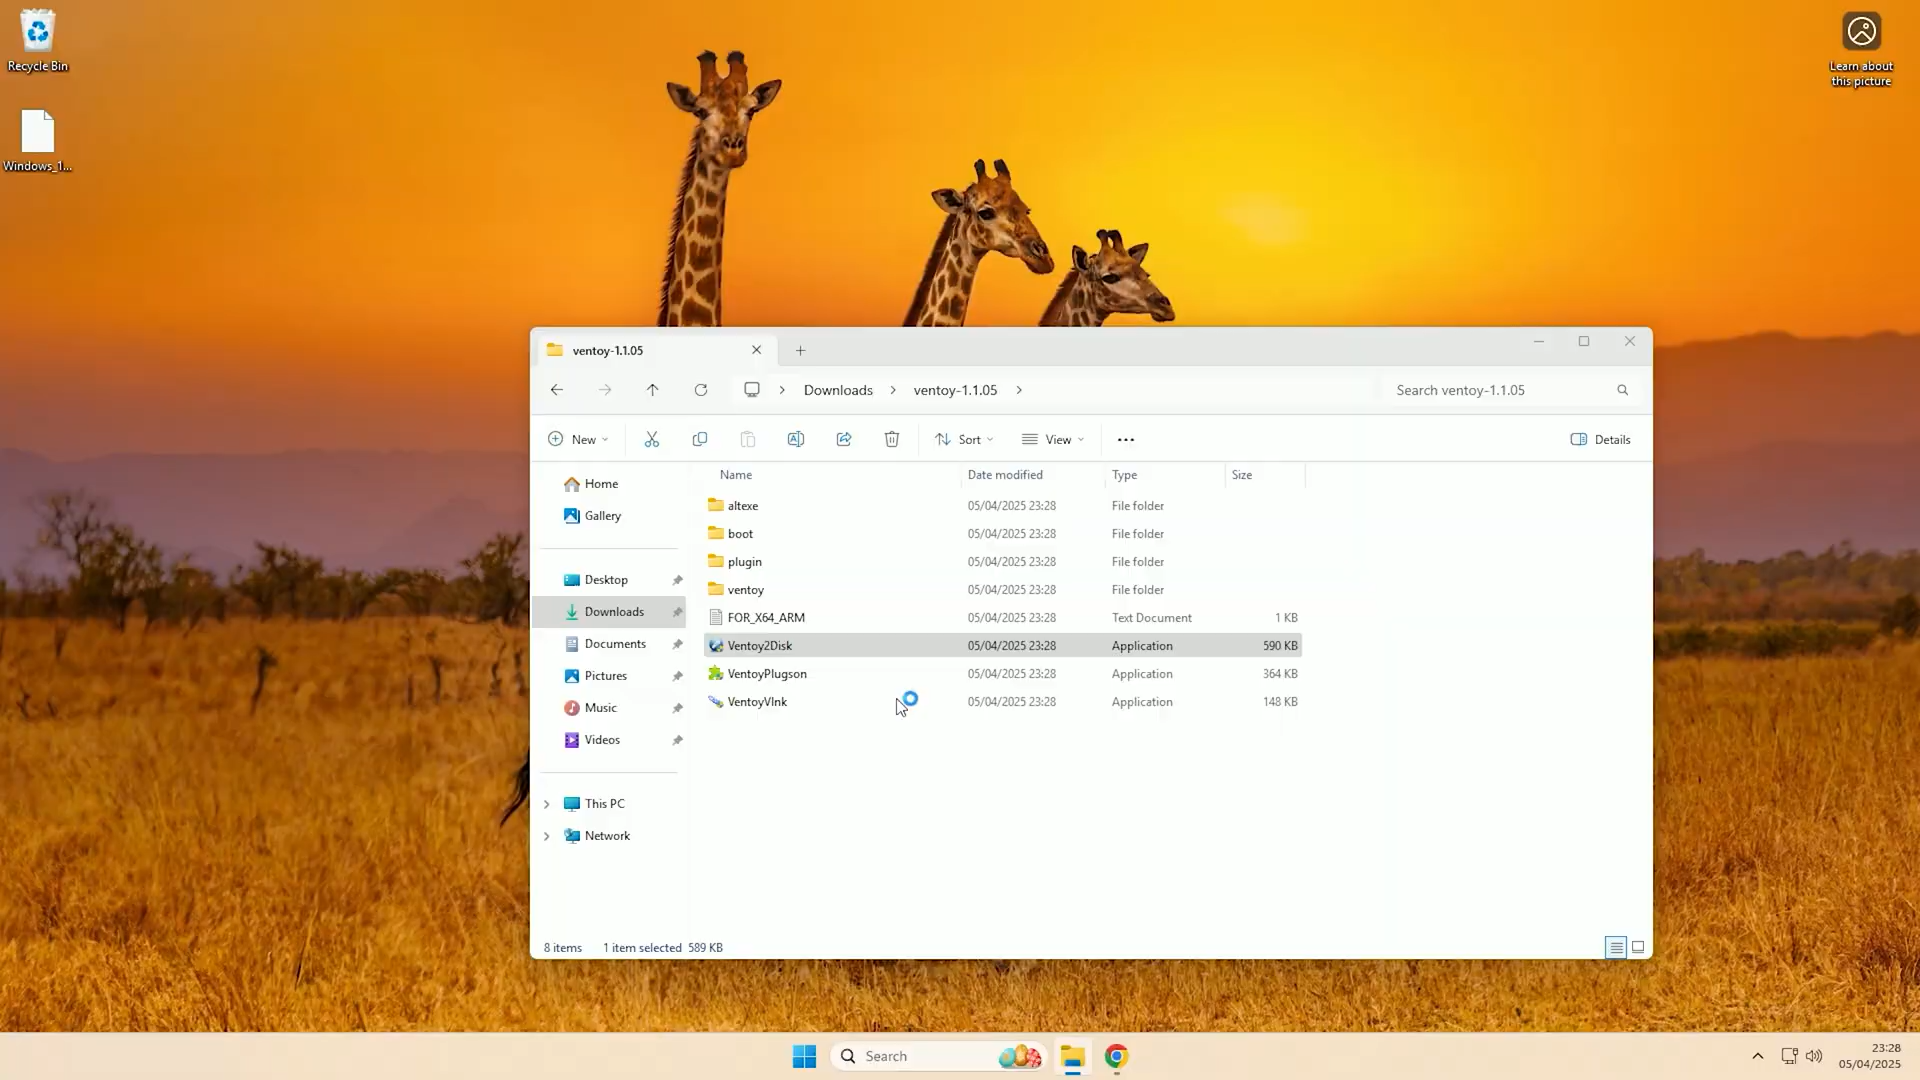 Recycle Bin
Windows_1...
Learn about
this picture
ventoy-1.1.05
Downloads
ventoy-1.1.05
Search ventoy-1.1.05
New
Sort
View
Details
Name Date modified Type Size
Home
Gallery
Desktop
Downloads
Documents
Pictures
Music
Videos
This PC
Network
altexe 05/04/2025 23:28 File folder
boot 05/04/2025 23:28 File folder
plugin 05/04/2025 23:28 File folder
ventoy 05/04/2025 23:28 File folder
FOR_X64_ARM 05/04/2025 23:28 Text Document 1 KB
Ventoy2Disk 05/04/2025 23:28 Application 590 KB
VentoyPlugson 05/04/2025 23:28 Application 364 KB
VentoyVlnk 05/04/2025 23:28 Application 148 KB
8 items 1 item selected 589 KB
Search
23:28
05/04/2025